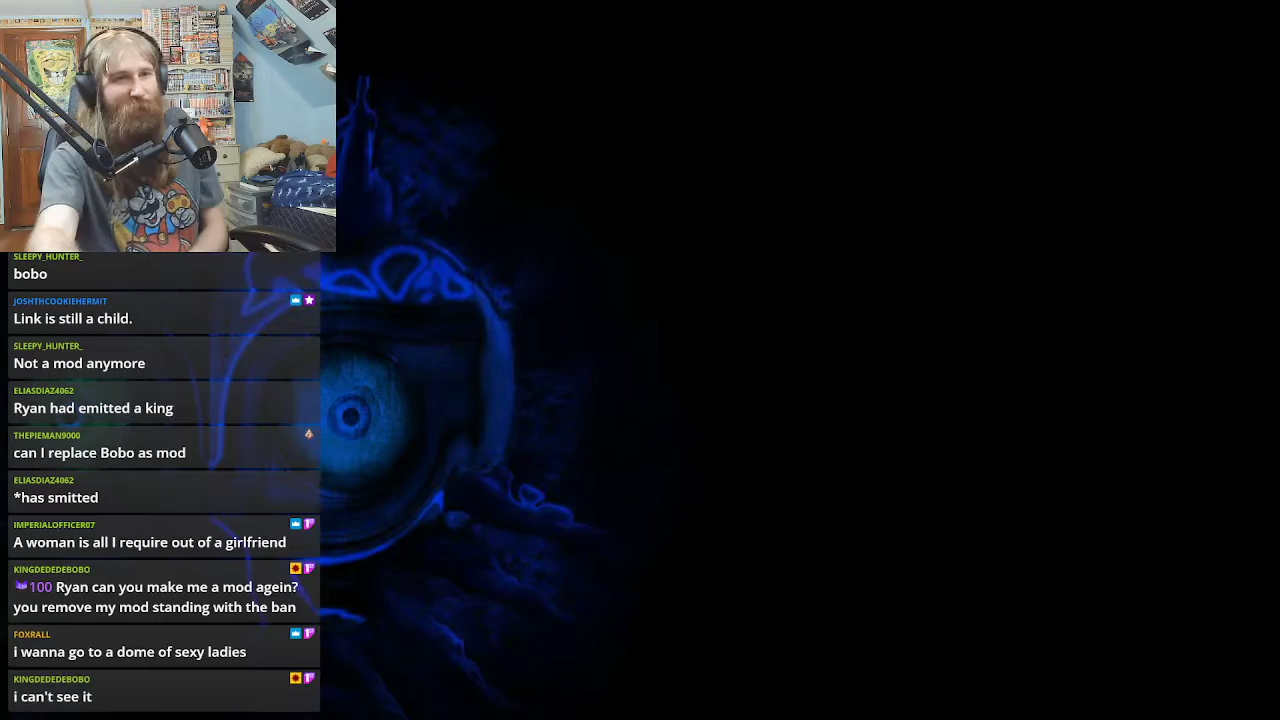 SLEEPY_HUNTER_
bobo
JOSHTHCOOKIEHERMIT
Link is still a child.
SLEEPY_HUNTER_
Not a mod anymore
ELIASDIAZ4062
Ryan had emitted a king
THEPIEMAN9000
can I replace Bobo as mod
ELIASDIAZ4062
*has smitted
IMPERIALOFFICER07
A woman is all I require out of a girlfriend
KINGDEDEDEBOBO
100 Ryan can you make me a mod agein?
you remove my mod standing with the ban
FOXRALL
i wanna go to a dome of sexy ladies
KINGDEDEDEBOBO
i can't see it